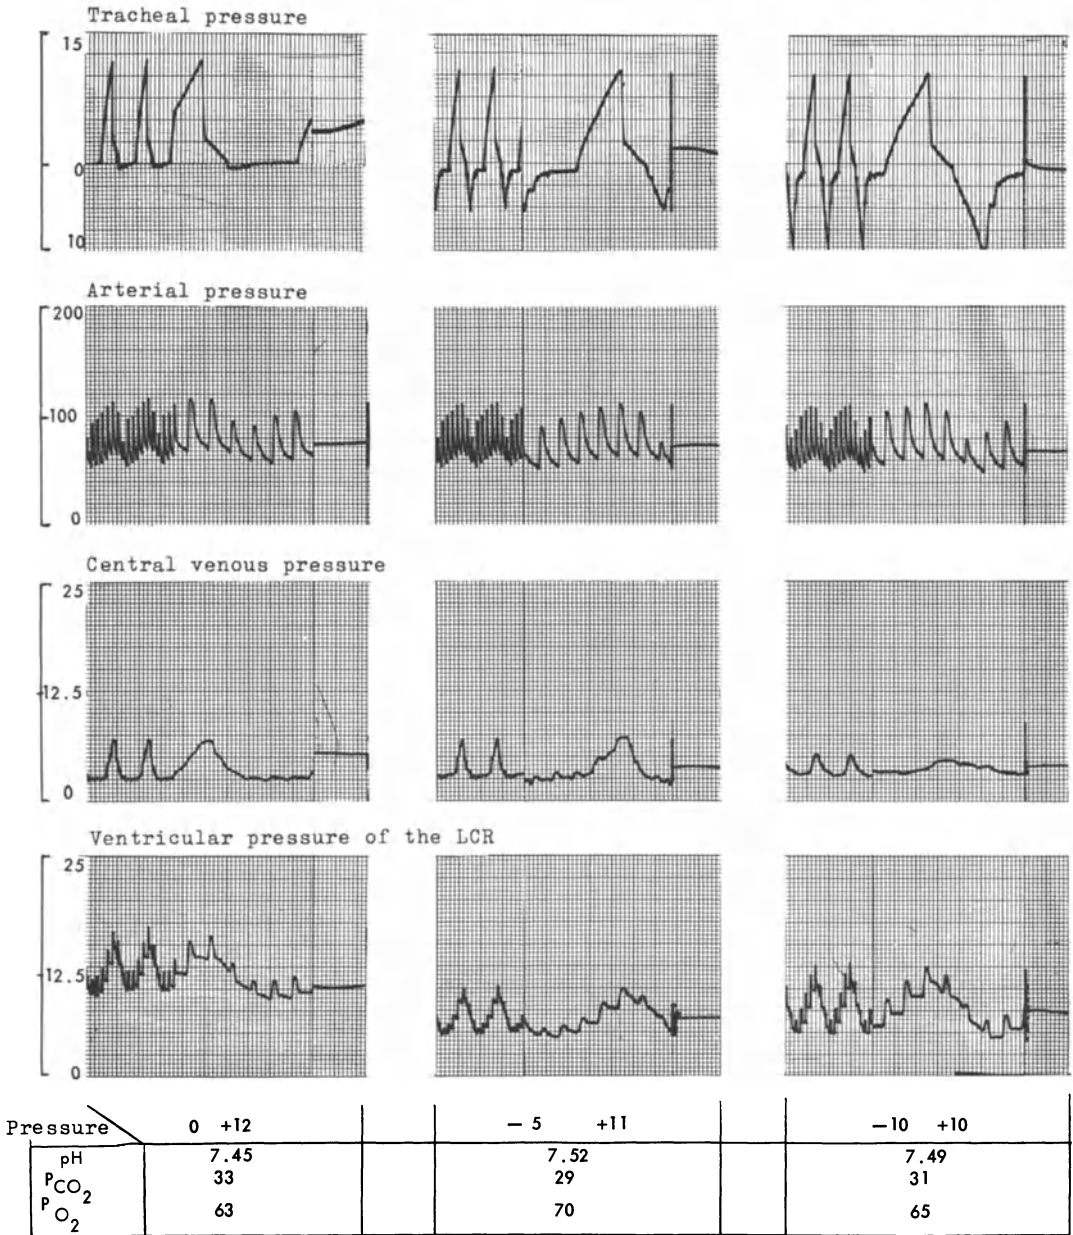 Tracheal pressure
15
0
10
Arterial pressure
200
100
0
Central venous pressure
25
12.5
0
Ventricular pressure of the LCR
25
12.5
0
Pressure 0 +12 — 5 +11 —10 +10
pH 7.45 7.52 7.49
PCO2 33 29 31
PO2 63 70 65